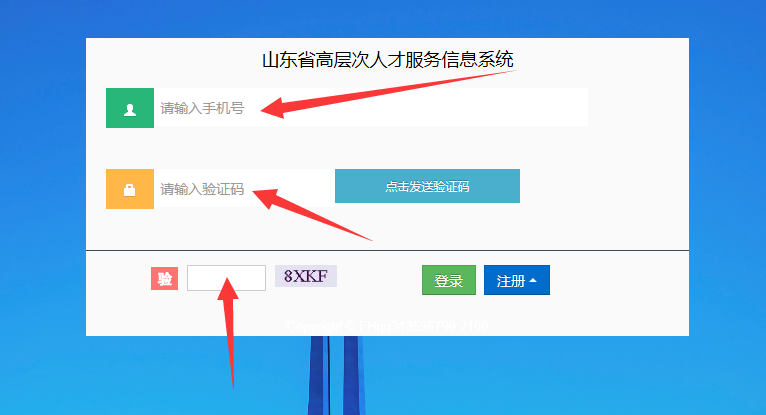 山东省高层次人才服务信息系统
请输入手机号
请输入验证码 点击发送验证码
验 8XKF 登录 注册
Copyright ©